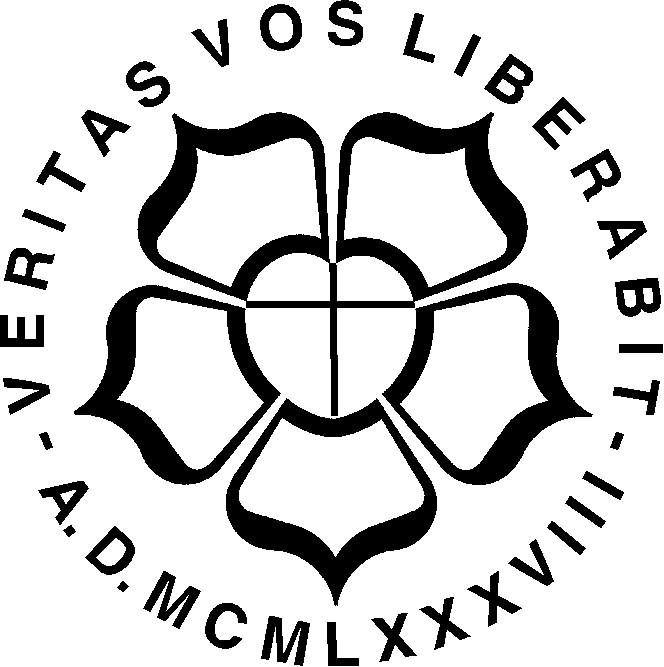 VERITAS VOS LIBERABIT
- A.D. MCMLXXXVIII -